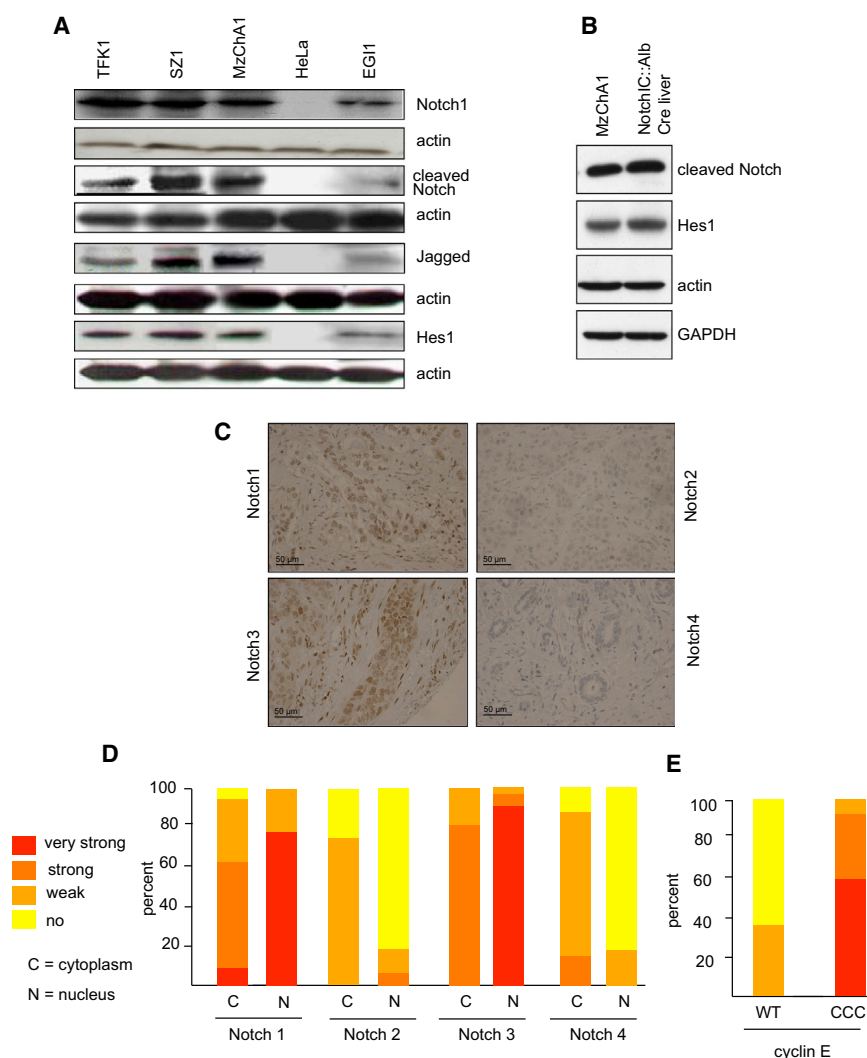 A
TFK1
SZ1
MzChA1
HeLa
EGI1
Notch1
actin
cleaved
Notch
actin
Jagged
actin
Hes1
actin
B
MzChA1
NotchIC::Alb
Cre liver
cleaved Notch
Hes1
actin
GAPDH
C
Notch1
50 µm
Notch2
50 µm
Notch3
50 µm
Notch4
50 µm
D
very strong
strong
weak
no
C = cytoplasm
N = nucleus
percent
100
80
60
40
20
C N C N C N C N
Notch 1 Notch 2 Notch 3 Notch 4
E
percent
100
80
60
40
20
WT CCC
cyclin E